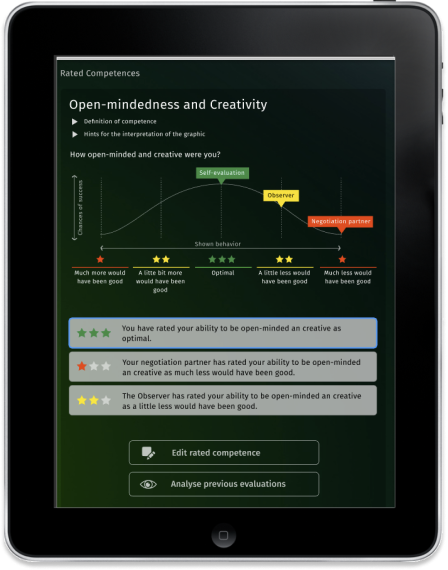 Rated Competences
Open-mindedness and Creativity
Definition of competence
Hints for the interpretation of the graphic
How open-minded and creative were you?
Self-evaluation
Observer
Negotiation partner
Chances of success
Shown behavior
Much more would
have been good
A litte bit more
would have been
good
Optimal
A little less would
have been good
Much less would
have been good
You have rated your ability to be open-minded an creative as
optimal.
Your negotiation partner has rated your ability to be open-minded
an creative as much less would have been good.
The Observer has rated your ability to be open-minded an creative
as a little less would have been good.
Edit rated competence
Analyse previous evaluations